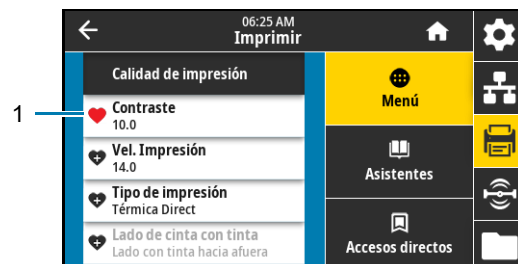 06:25 AM
Imprimir
1
Calidad de impresión
Contraste
10.0
Vel. Impresión
14.0
Tipo de impresión
Térmica Direct
Lado de cinta con tinta
Lado con tinta hacia afuera
Menú
Asistentes
Accesos directos